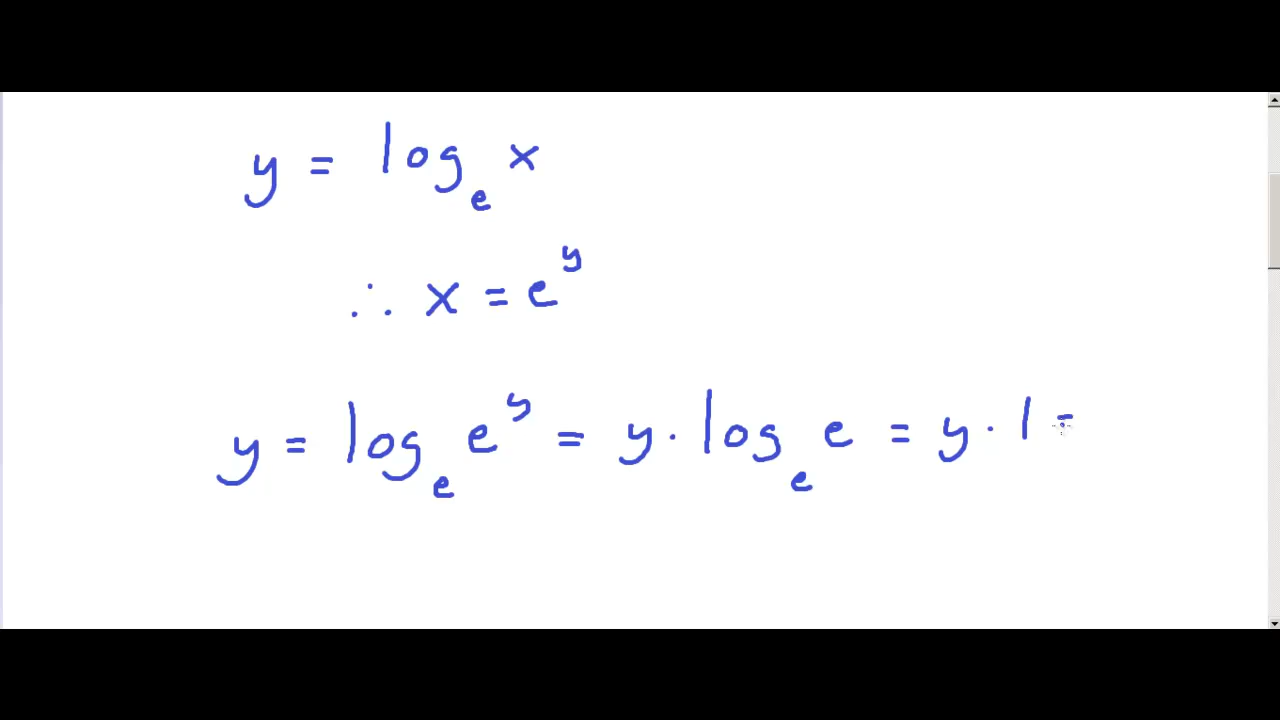 y = log_e x
∴ x = e^y
y = log_e e^y = y · log_e e = y · 1 =